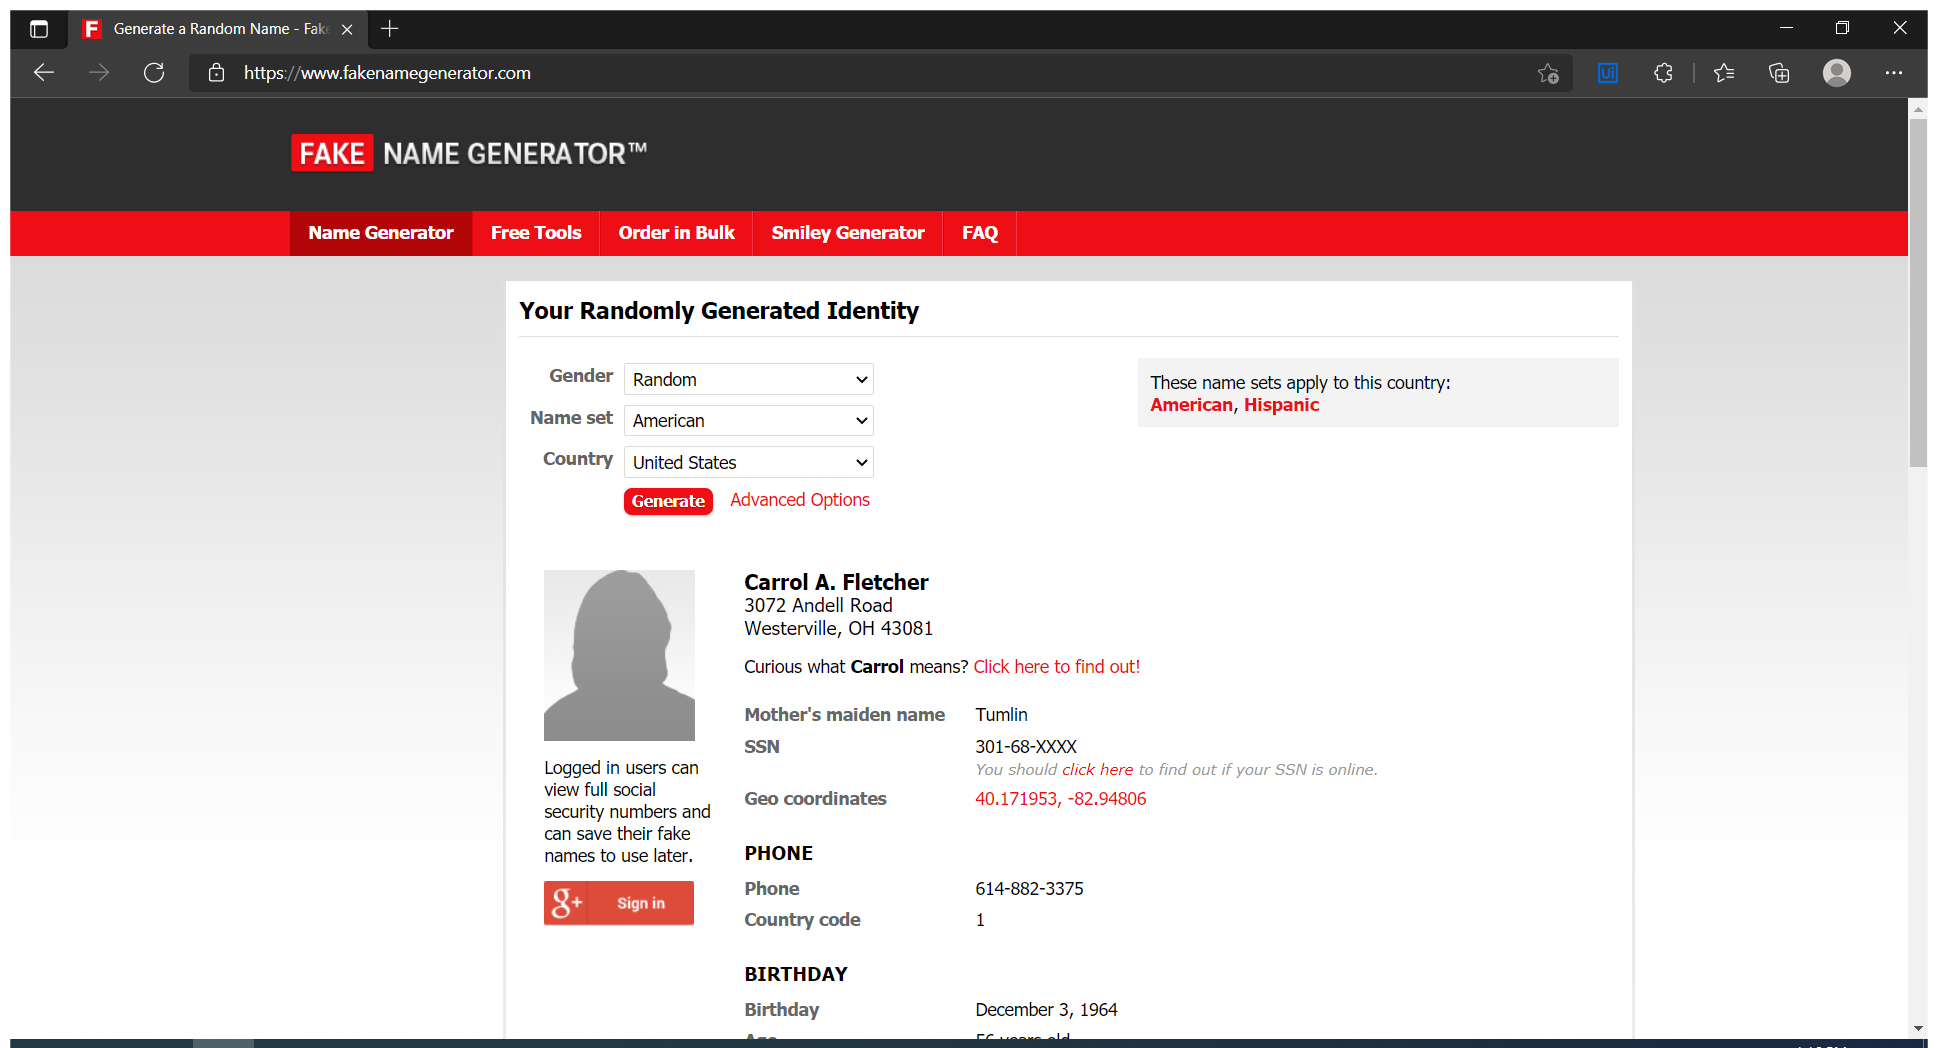 Generate a Random Name - Fake
https://www.fakenamegenerator.com
FAKE NAME GENERATOR™
Name Generator
Free Tools
Order in Bulk
Smiley Generator
FAQ
Your Randomly Generated Identity
Gender Random
Name set American
Country United States
Generate Advanced Options
These name sets apply to this country:
American, Hispanic
Carrol A. Fletcher
3072 Andell Road
Westerville, OH 43081
Curious what Carrol means? Click here to find out!
Mother's maiden name Tumlin
SSN 301-68-XXXX
You should click here to find out if your SSN is online.
Geo coordinates 40.171953, -82.94806
Logged in users can
view full social
security numbers and
can save their fake
names to use later.
g+ Sign in
PHONE
Phone 614-882-3375
Country code 1
BIRTHDAY
Birthday December 3, 1964
Age 56 years old